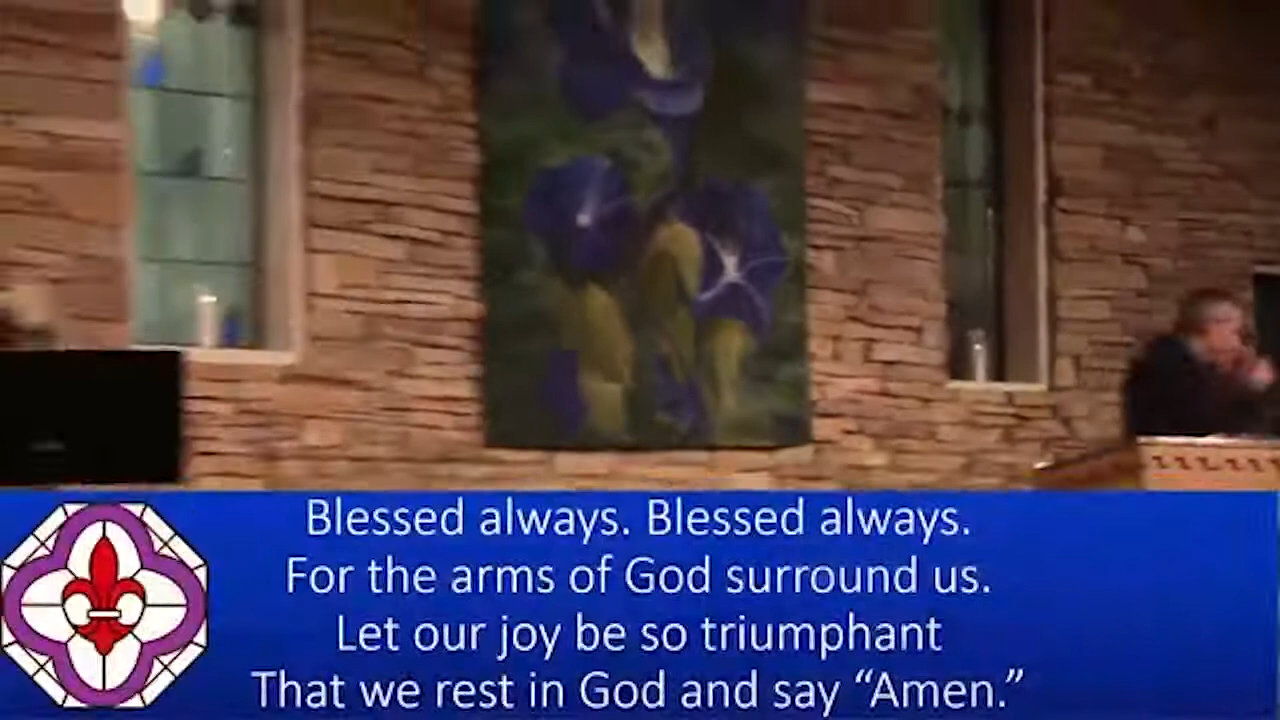 Blessed always. Blessed always.
For the arms of God surround us.
Let our joy be so triumphant
That we rest in God and say “Amen.”